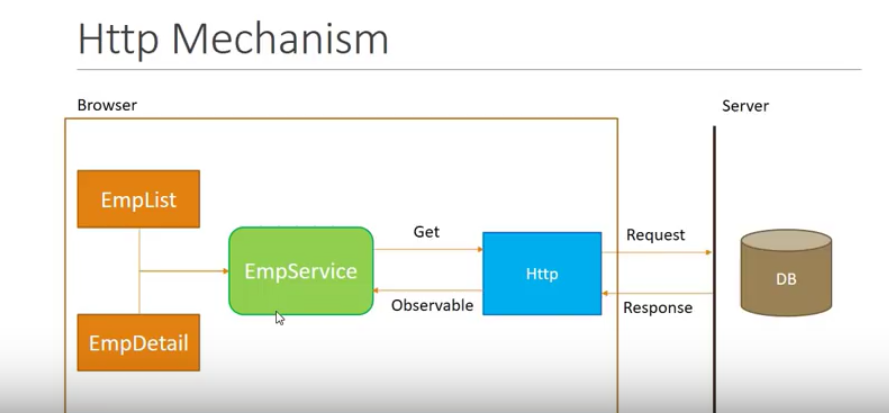 Http Mechanism
Browser
Server
EmpList
EmpService
Get
Observable
Http
Request
Response
DB
EmpDetail